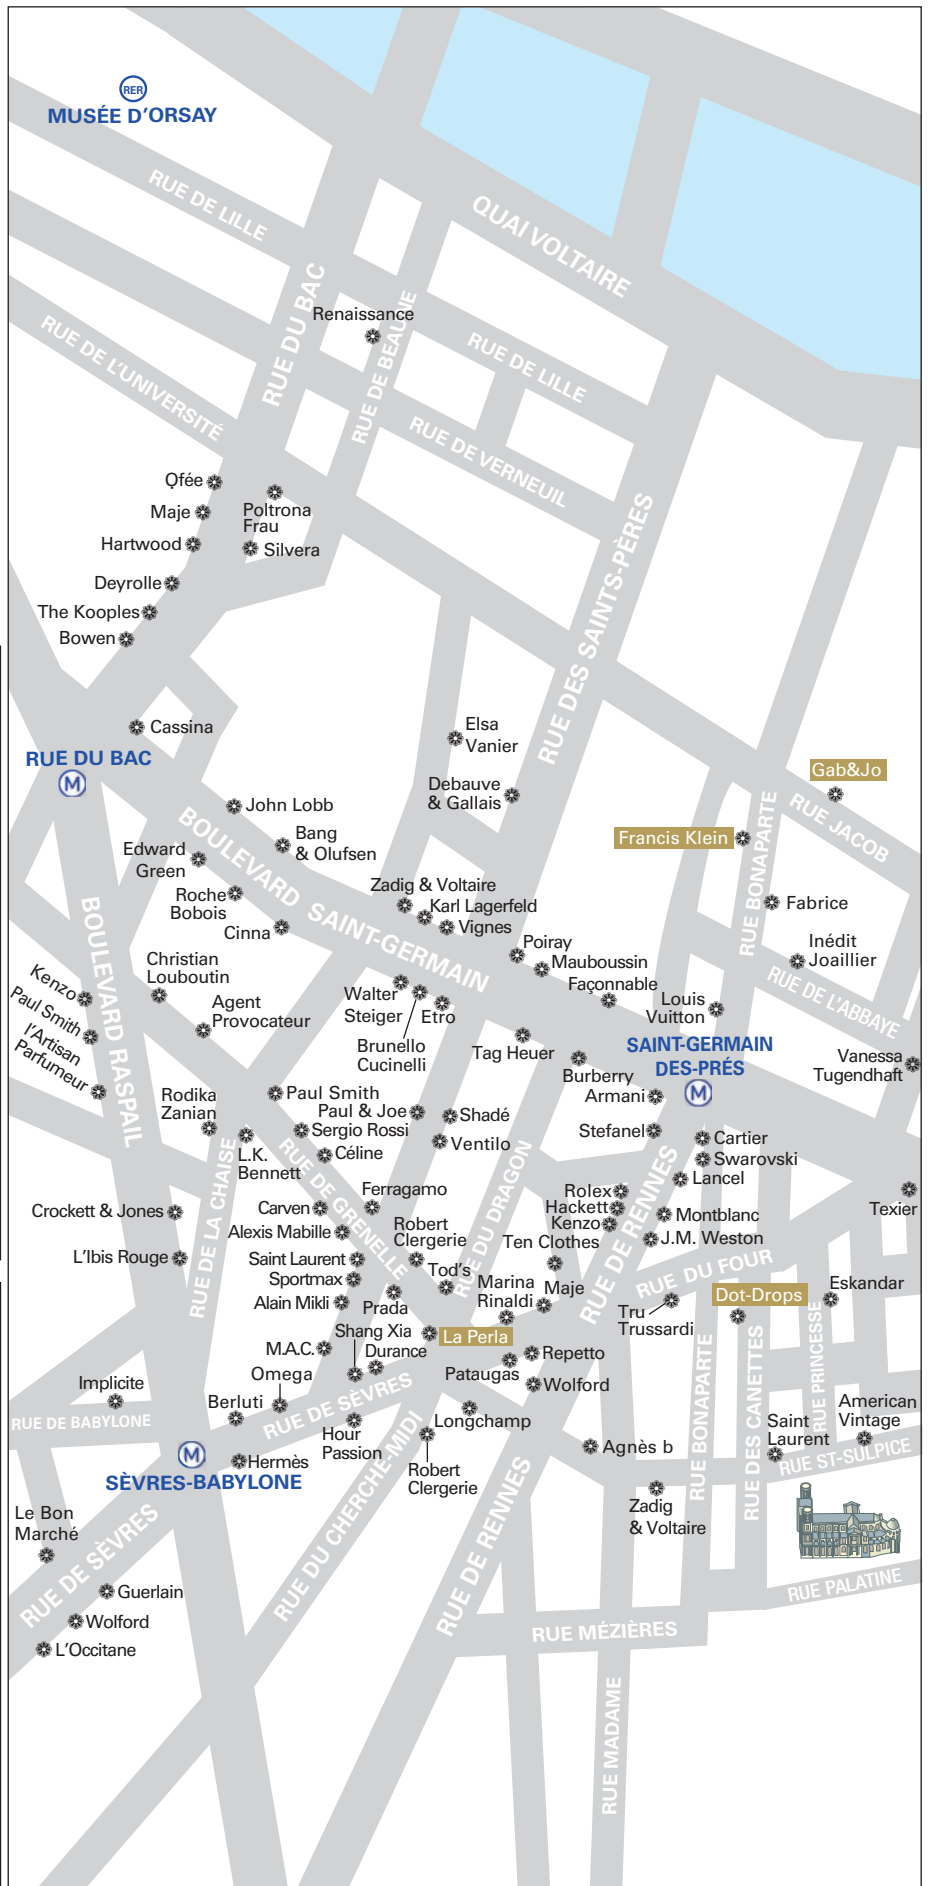 RER
MUSÉE D'ORSAY
RUE DE LILLE
QUAI VOLTAIRE
RUE DU BAC
Renaissance
RUE DE BEAUNE
RUE DE L'UNIVERSITÉ
RUE DE LILLE
RUE DE VERNEUIL
Ofée
Maje
Poltrona
Frau
Hartwood
Silvera
Deyrolle
The Kooples
Bowen
RUE DES SAINTS-PÈRES
Cassina
Elsa
Vanier
RUE DU BAC
M
Gab&Jo
Debauve
& Gallais
RUE JACOB
John Lobb
BOULEVARD SAINT-GERMAIN
Bang
& Olufsen
Francis Klein
RUE BONAPARTE
Edward
Green
Roche
Bobois
Zadig & Voltaire
Karl Lagerfeld
Vignes
Fabrice
Cinna
BOULEVARD RASPAIL
Poiray
Mauboussin
Inédit
Joaillier
Christian
Louboutin
Façonnable
RUE DE L'ABBAYE
Kenzo
Paul Smith
l'Artisan
Parfumeur
Agent
Provocateur
Walter
Steiger
Etro
Louis
Vuitton
Brunello
Cucinelli
Tag Heuer
SAINT-GERMAIN
DES-PRÉS
M
Vanessa
Tugendhaft
Burberry
Armani
Rodika
Zanian
Paul Smith
Paul & Joe
Shadé
Sergio Rossi
Stefanel
Cartier
L.K.
Bennett
Céline
Ventilo
Swarovski
RUE DE LA CHAISE
RUE DE GRENELLE
RUE DU DRAGON
RUE DE RENNES
Lancel
Ferragamo
Rolex
Crockett & Jones
Carven
Hackett
Texier
Alexis Mabille
Robert
Clergerie
Kenzo
Montblanc
Ten Clothes
J.M. Weston
L'Ibis Rouge
Saint Laurent
Sportmax
Tod's
RUE DU FOUR
Alain Mikli
Prada
Marina
Rinaldi
Maje
Tru
Trussardi
Dot-Drops
Eskandar
Shang Xia
La Perla
M.A.C.
Durance
Repetto
Omega
Pataugas
Wolford
Implicite
Berluti
RUE DE SÈVRES
RUE BONAPARTE
RUE DES CANETTES
RUE PRINCESSE
American
Vintage
RUE DE BABYLONE
Longchamp
Saint
Laurent
Hour
Passion
Agnès b
RUE ST-SULPICE
M
SÈVRES-BABYLONE
Hermès
Robert
Clergerie
RUE DU CHERCHE-MIDI
RUE DE RENNES
Zadig
& Voltaire
Le Bon
Marché
RUE DE SÈVRES
Guerlain
RUE PALATINE
Wolford
RUE MÉZIÈRES
L'Occitane
RUE MADAME